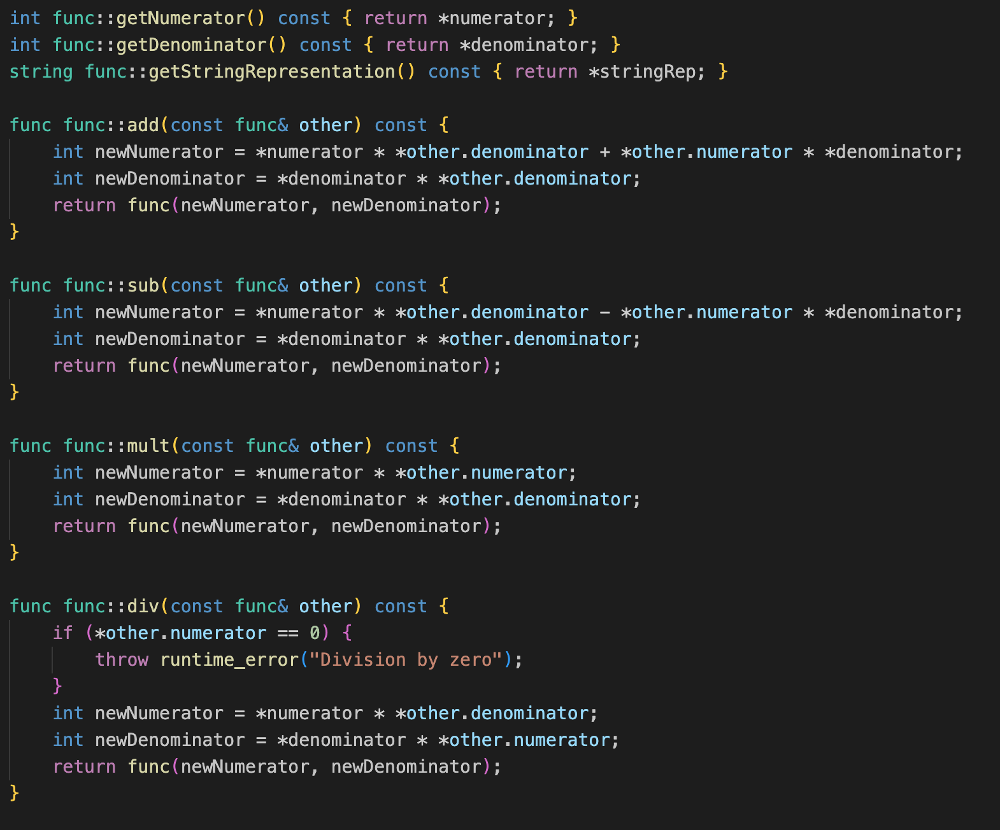 int func::getNumerator() const { return *numerator; }
int func::getDenominator() const { return *denominator; }
string func::getStringRepresentation() const { return *stringRep; }

func func::add(const func& other) const {
    int newNumerator = *numerator * *other.denominator + *other.numerator * *denominator;
    int newDenominator = *denominator * *other.denominator;
    return func(newNumerator, newDenominator);
}

func func::sub(const func& other) const {
    int newNumerator = *numerator * *other.denominator - *other.numerator * *denominator;
    int newDenominator = *denominator * *other.denominator;
    return func(newNumerator, newDenominator);
}

func func::mult(const func& other) const {
    int newNumerator = *numerator * *other.numerator;
    int newDenominator = *denominator * *other.denominator;
    return func(newNumerator, newDenominator);
}

func func::div(const func& other) const {
    if (*other.numerator == 0) {
        throw runtime_error("Division by zero");
    }
    int newNumerator = *numerator * *other.denominator;
    int newDenominator = *denominator * *other.numerator;
    return func(newNumerator, newDenominator);
}